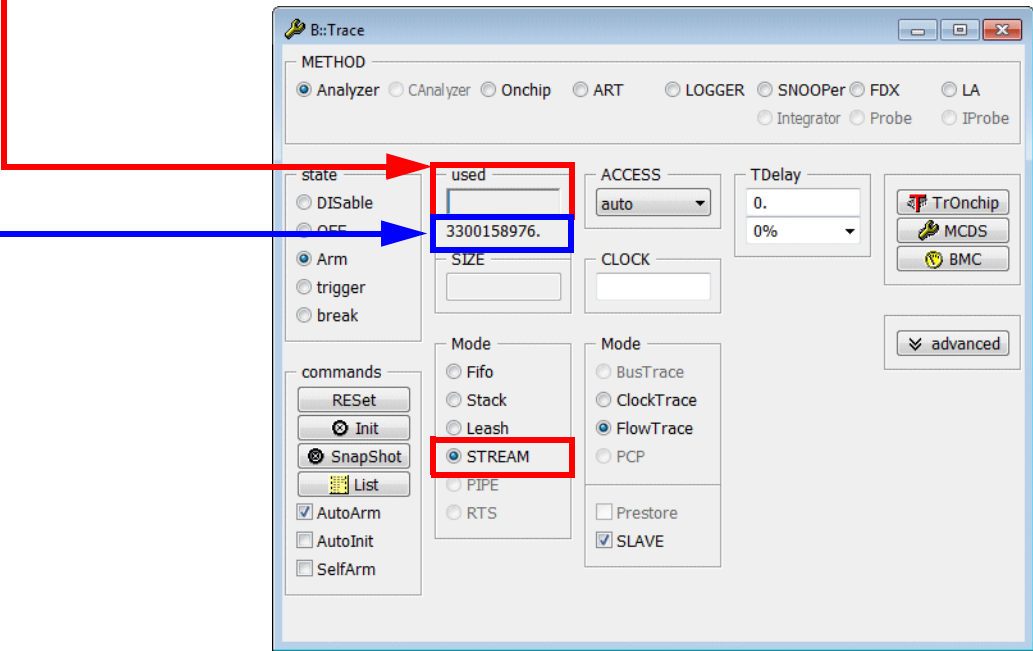 B::Trace
METHOD
Analyzer CAnalyzer Onchip ART LOGGER SNOOPer FDX LA
Integrator Probe IProbe
state
DISable
OFF
Arm
trigger
break
used
3300158976.
SIZE
ACCESS
auto
CLOCK
TDelay
0.
0%
TrOnchip
MCDS
BMC
advanced
commands
RESet
Init
SnapShot
List
AutoArm
AutoInit
SelfArm
Mode
Fifo
Stack
Leash
STREAM
PIPE
RTS
Mode
BusTrace
ClockTrace
FlowTrace
PCP
Prestore
SLAVE